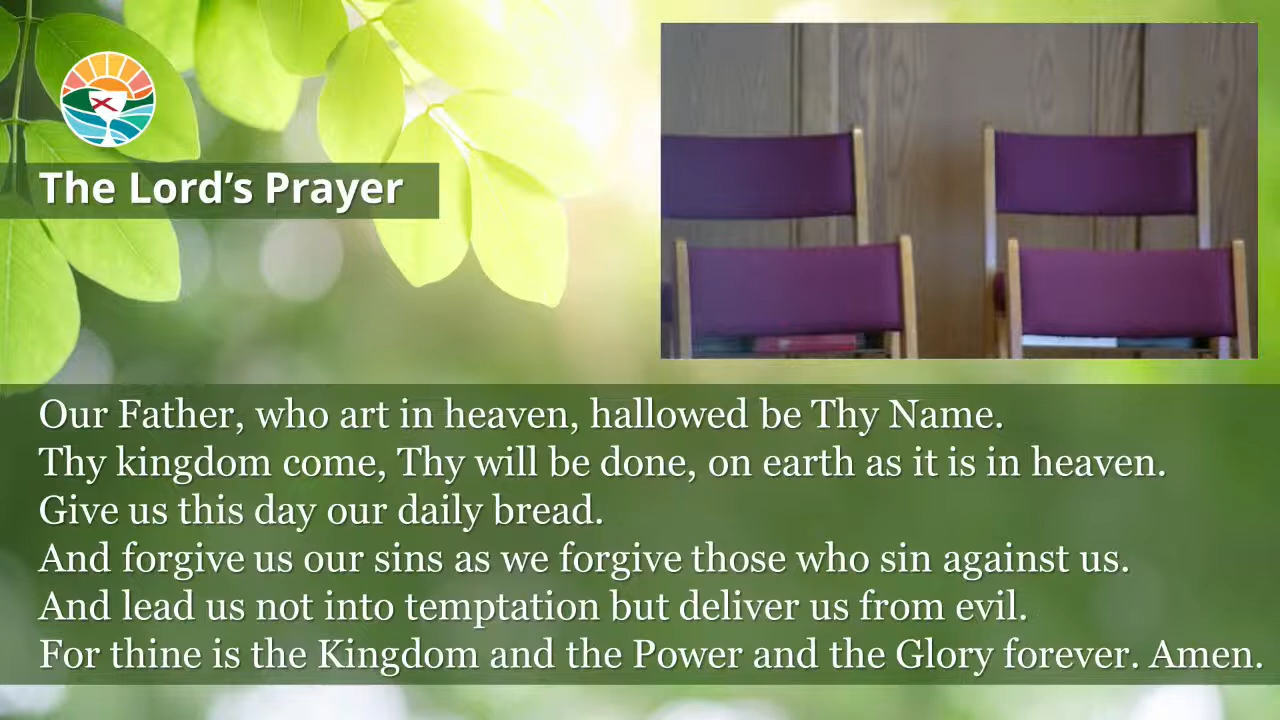 The Lord’s Prayer
Our Father, who art in heaven, hallowed be Thy Name.
Thy kingdom come, Thy will be done, on earth as it is in heaven.
Give us this day our daily bread.
And forgive us our sins as we forgive those who sin against us.
And lead us not into temptation but deliver us from evil.
For thine is the Kingdom and the Power and the Glory forever. Amen.